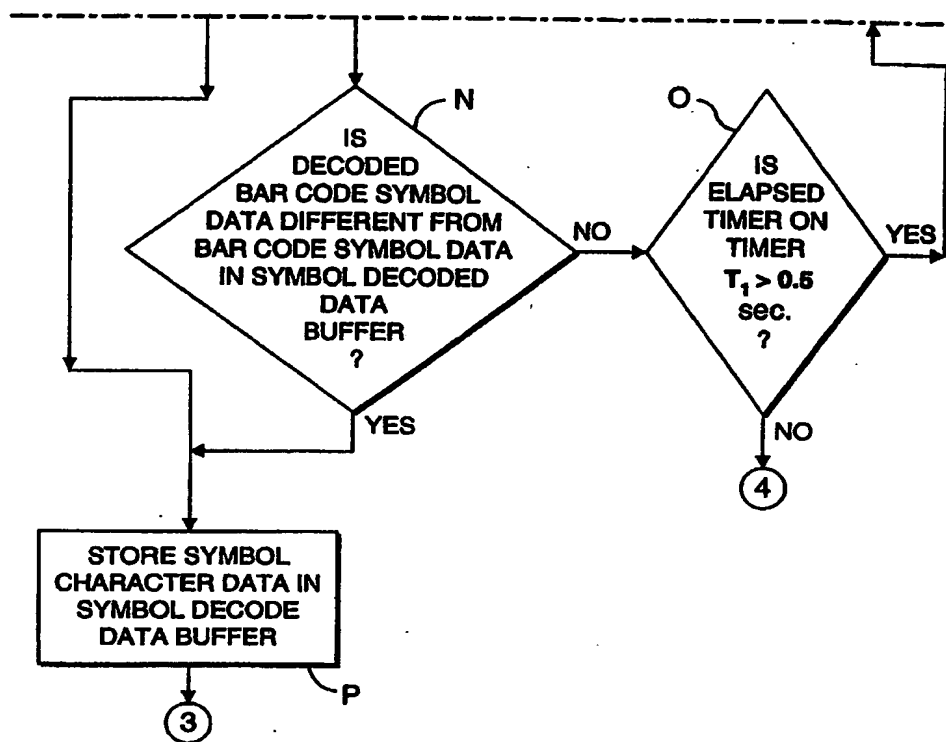 N
IS
DECODED
BAR CODE SYMBOL
DATA DIFFERENT FROM
BAR CODE SYMBOL DATA
IN SYMBOL DECODED
DATA
BUFFER
?
NO
YES
O
IS
ELAPSED
TIMER ON
TIMER
T₁ > 0.5
sec.
?
YES
NO
4
STORE SYMBOL
CHARACTER DATA IN
SYMBOL DECODE
DATA BUFFER
P
3